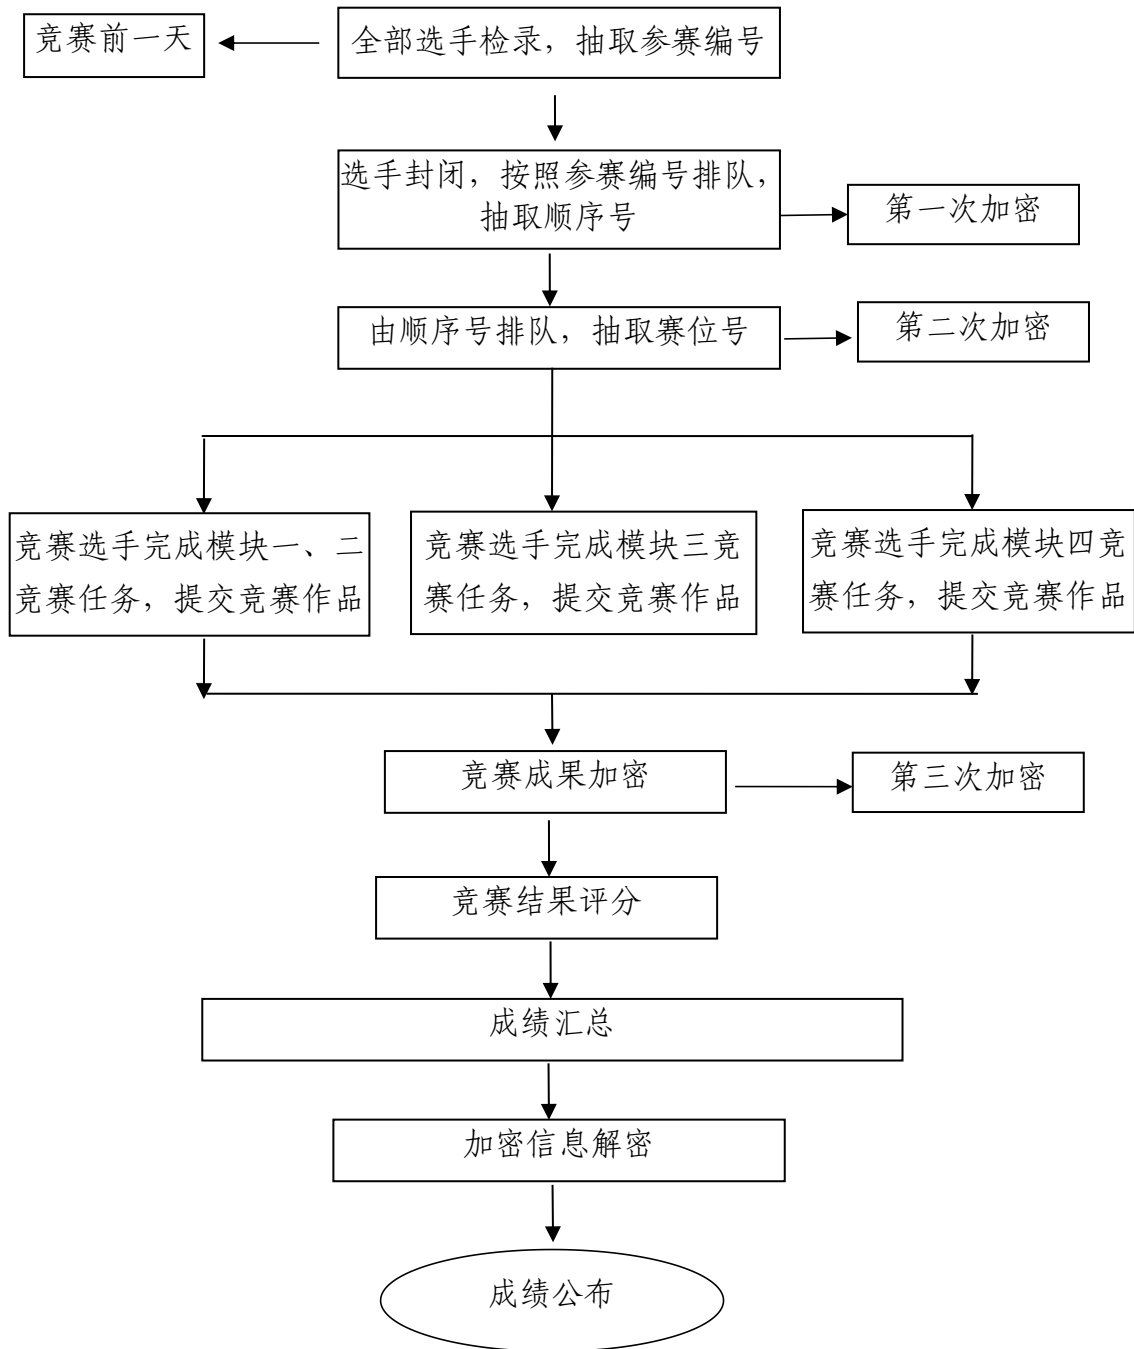 竞赛前一天
全部选手检录，抽取参赛编号
选手封闭，按照参赛编号排队，
抽取顺序号
第一次加密
由顺序号排队，抽取赛位号
第二次加密
竞赛选手完成模块一、二
竞赛任务，提交竞赛作品
竞赛选手完成模块三竞
赛任务，提交竞赛作品
竞赛选手完成模块四竞
赛任务，提交竞赛作品
竞赛成果加密
第三次加密
竞赛结果评分
成绩汇总
加密信息解密
成绩公布